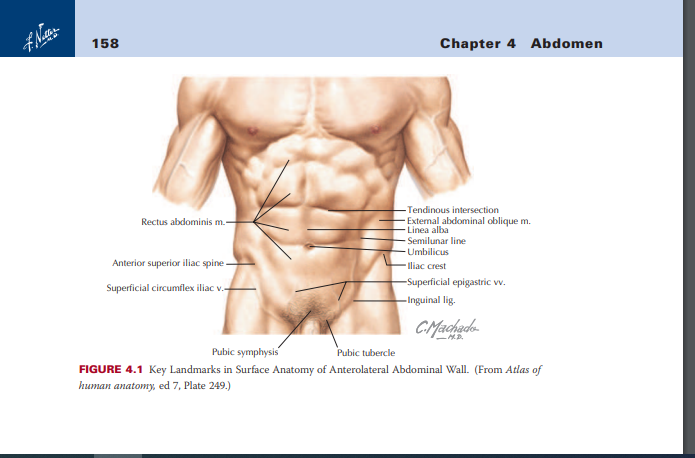 F. Netter M.D.
158 Chapter 4 Abdomen
Rectus abdominis m.
Anterior superior iliac spine
Superficial circumflex iliac v.
Tendinous intersection
External abdominal oblique m.
Linea alba
Semilunar line
Umbilicus
Iliac crest
Superficial epigastric vv.
Inguinal lig.
C.Machado
M.D.
Pubic symphysis
Pubic tubercle
FIGURE 4.1 Key Landmarks in Surface Anatomy of Anterolateral Abdominal Wall. (From Atlas of
human anatomy, ed 7, Plate 249.)